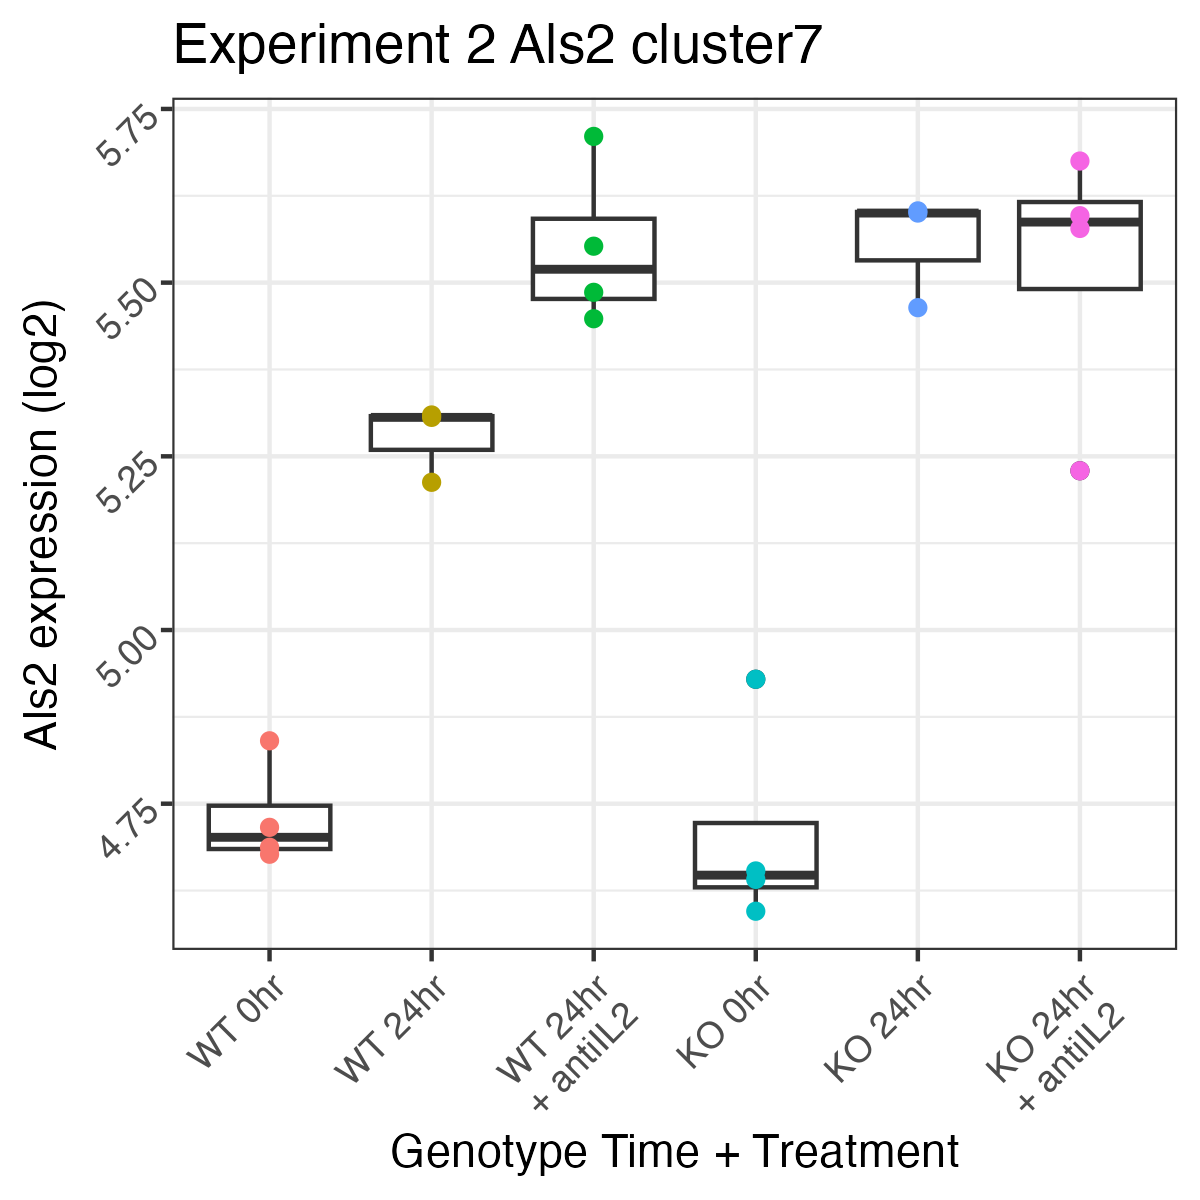 Experiment 2 Als2 cluster7
Als2 expression (log2)
5.75
5.50
5.25
5.00
4.75
WT 0hr
WT 24hr
WT 24hr
+ antiIL2
KO 0hr
KO 24hr
KO 24hr
+ antiIL2
Genotype Time + Treatment